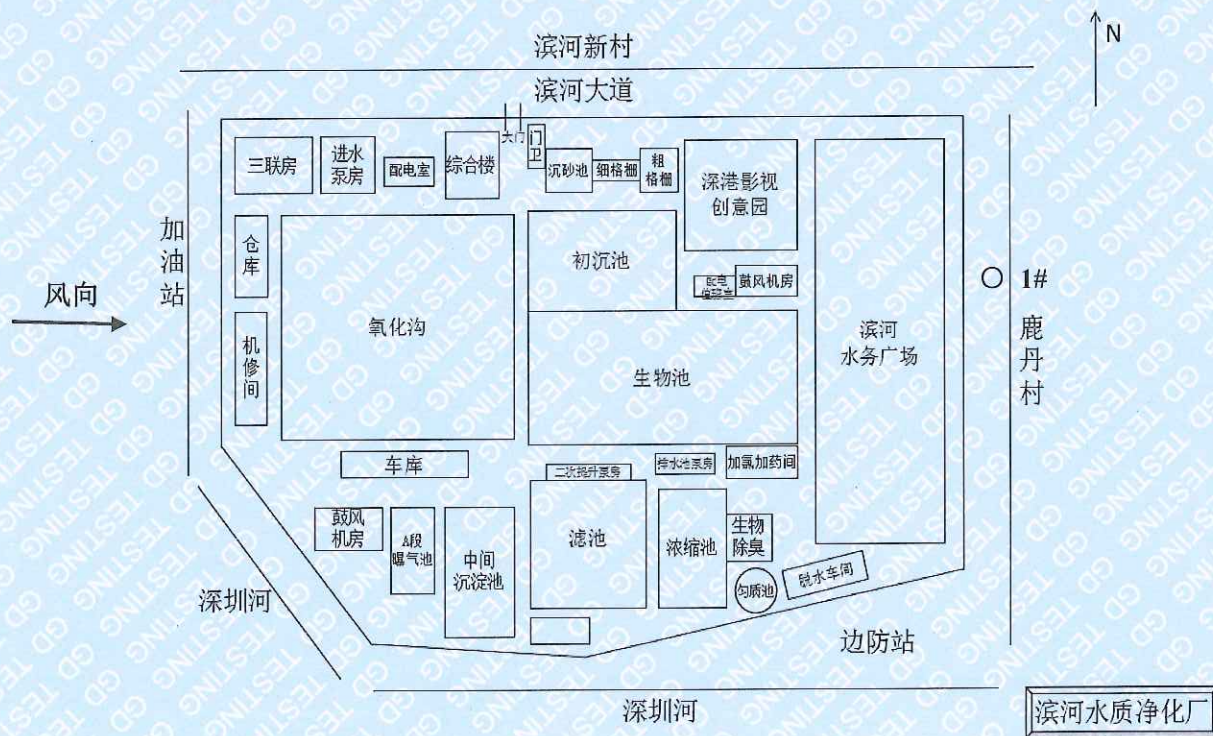 滨河新村
N
滨河大道
大门
门
卫
三联房
进水
泵房
配电室
综合楼
沉砂池
细格栅
粗
格栅
深港影视
创意园
加
油
站
仓
库
初沉池
鼓风机房
1#
风向
氧化沟
机
修
间
滨河
水务广场
鹿
丹
村
生物池
车库
二次提升泵房
排水池泵房
加氯加药间
鼓风
机房
A段
曝气池
中间
沉淀池
滤池
浓缩池
生物
除臭
匀质池
脱水车间
深圳河
边防站
深圳河
滨河水质净化厂
GD TESTING